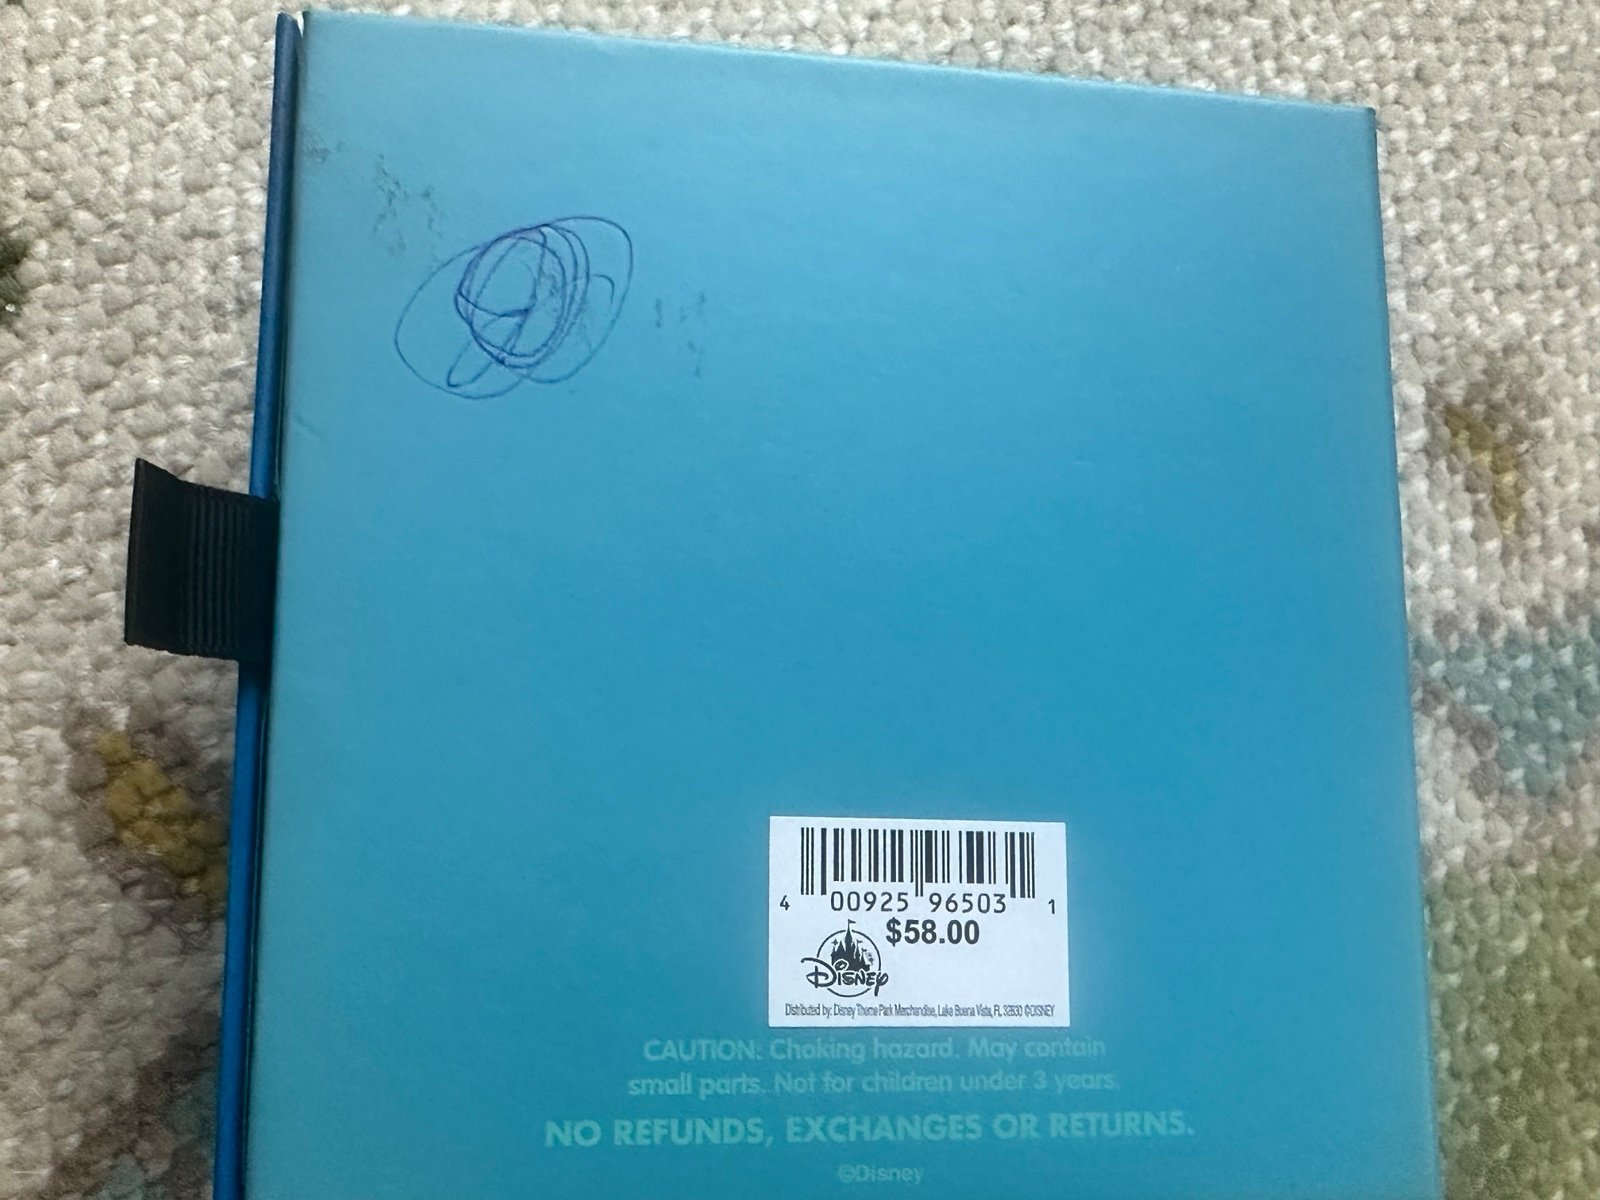 4 00925 96503 1
$58.00
Disney
Distributed by: Disney Theme Park Merchandise, Lake Buena Vista, FL 32830 ©DISNEY
CAUTION: Choking hazard. May contain
small parts. Not for children under 3 years.
NO REFUNDS, EXCHANGES OR RETURNS.
©Disney